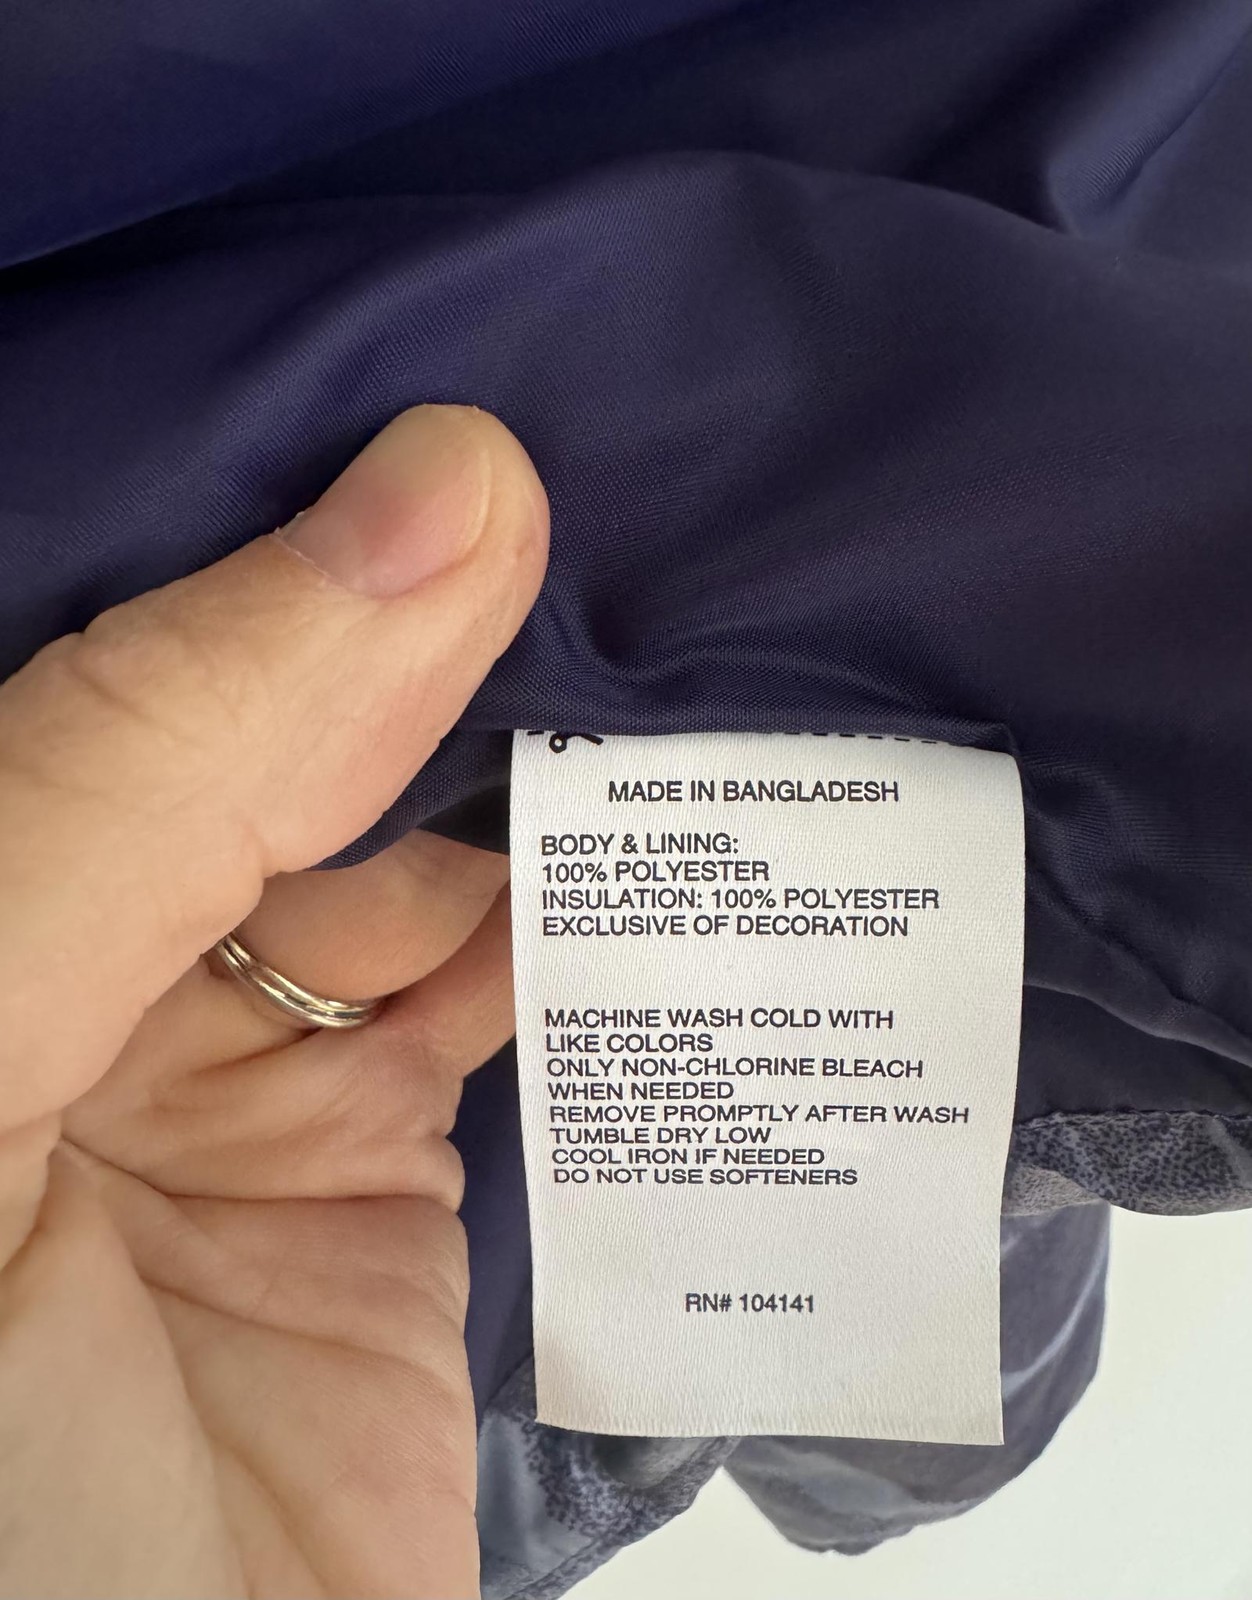 MADE IN BANGLADESH
BODY & LINING:
100% POLYESTER
INSULATION: 100% POLYESTER
EXCLUSIVE OF DECORATION
MACHINE WASH COLD WITH
LIKE COLORS
ONLY NON-CHLORINE BLEACH
WHEN NEEDED
REMOVE PROMPTLY AFTER WASH
TUMBLE DRY LOW
COOL IRON IF NEEDED
DO NOT USE SOFTENERS
RN# 104141